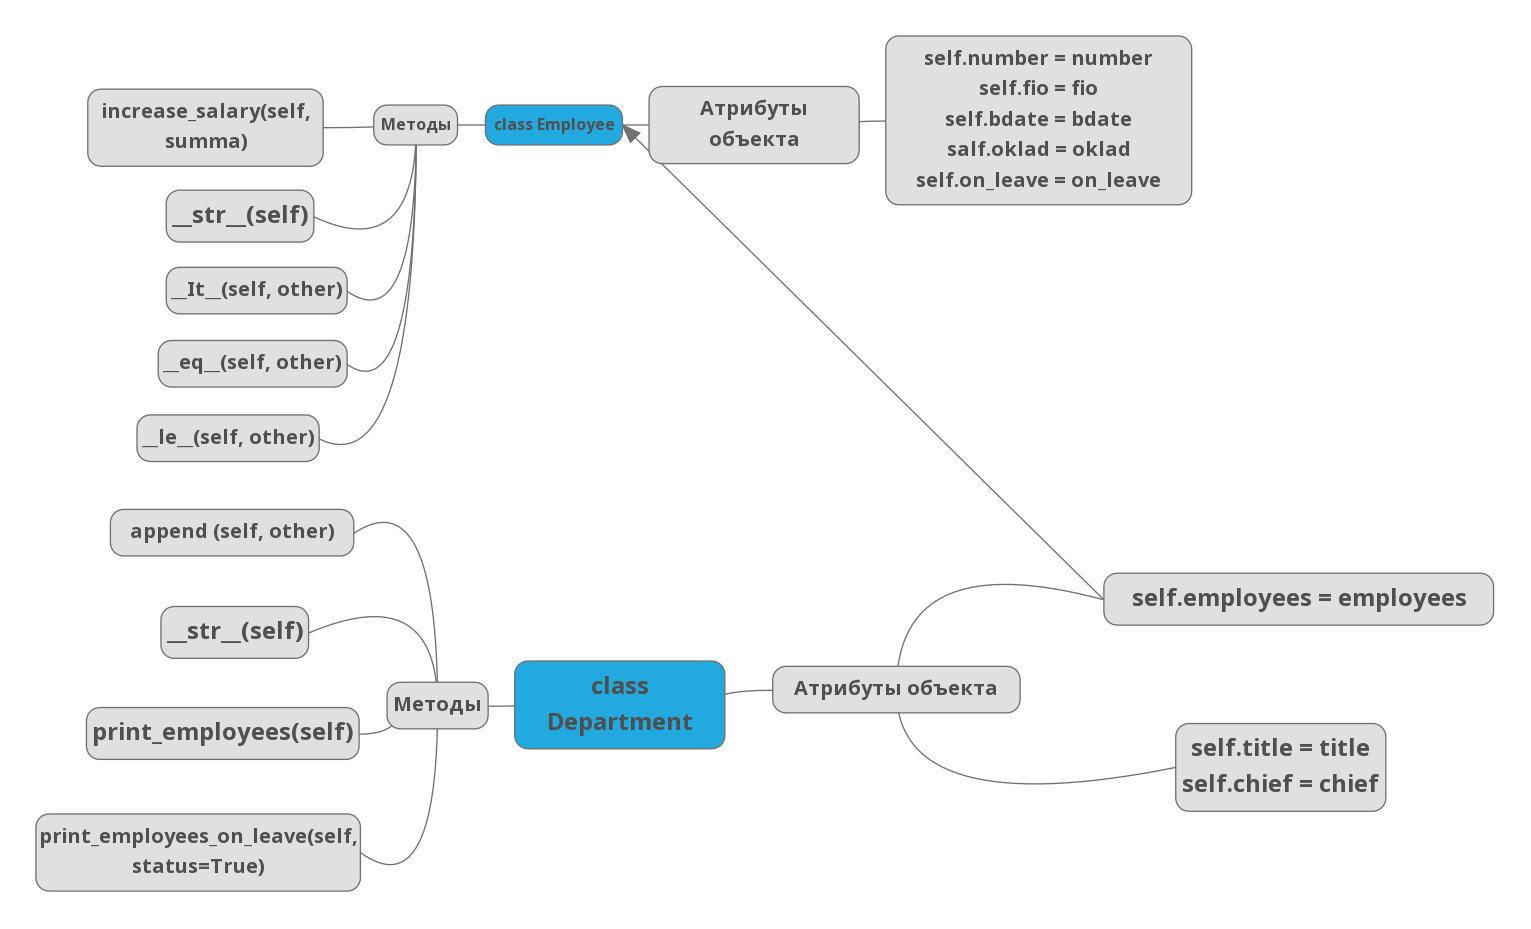 increase_salary(self,
summa)
Методы
class Employee
Атрибуты
объекта
self.number = number
self.fio = fio
self.bdate = bdate
salf.oklad = oklad
self.on_leave = on_leave
__str__(self)
__It__(self, other)
__eq__(self, other)
__le__(self, other)
append (self, other)
__str__(self)
print_employees(self)
print_employees_on_leave(self,
status=True)
Методы
class
Department
Атрибуты объекта
self.employees = employees
self.title = title
self.chief = chief